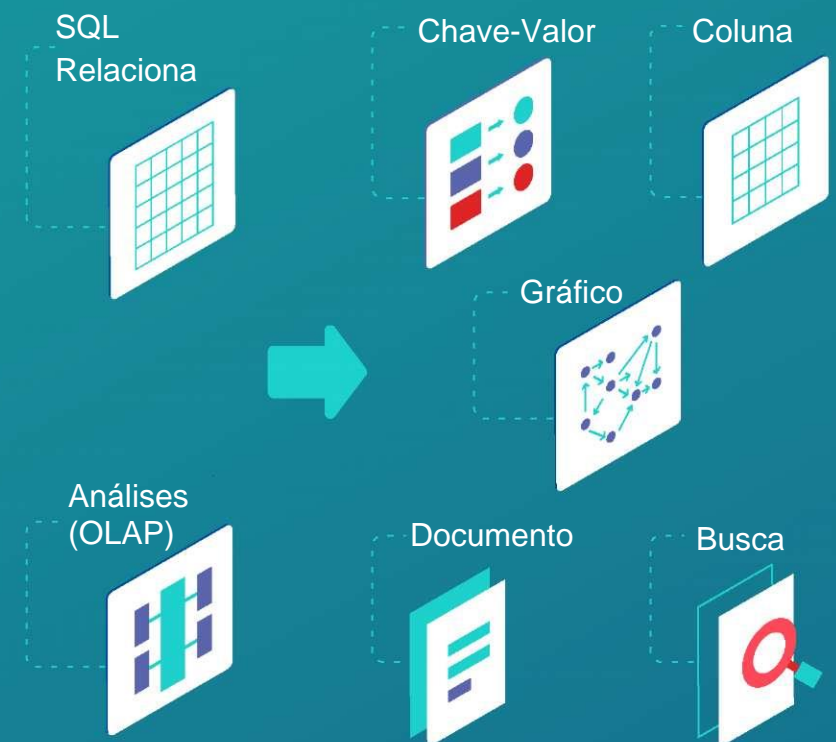 SQL
Relaciona
Chave-Valor
Coluna
Gráfico
Análises
(OLAP)
Documento
Busca